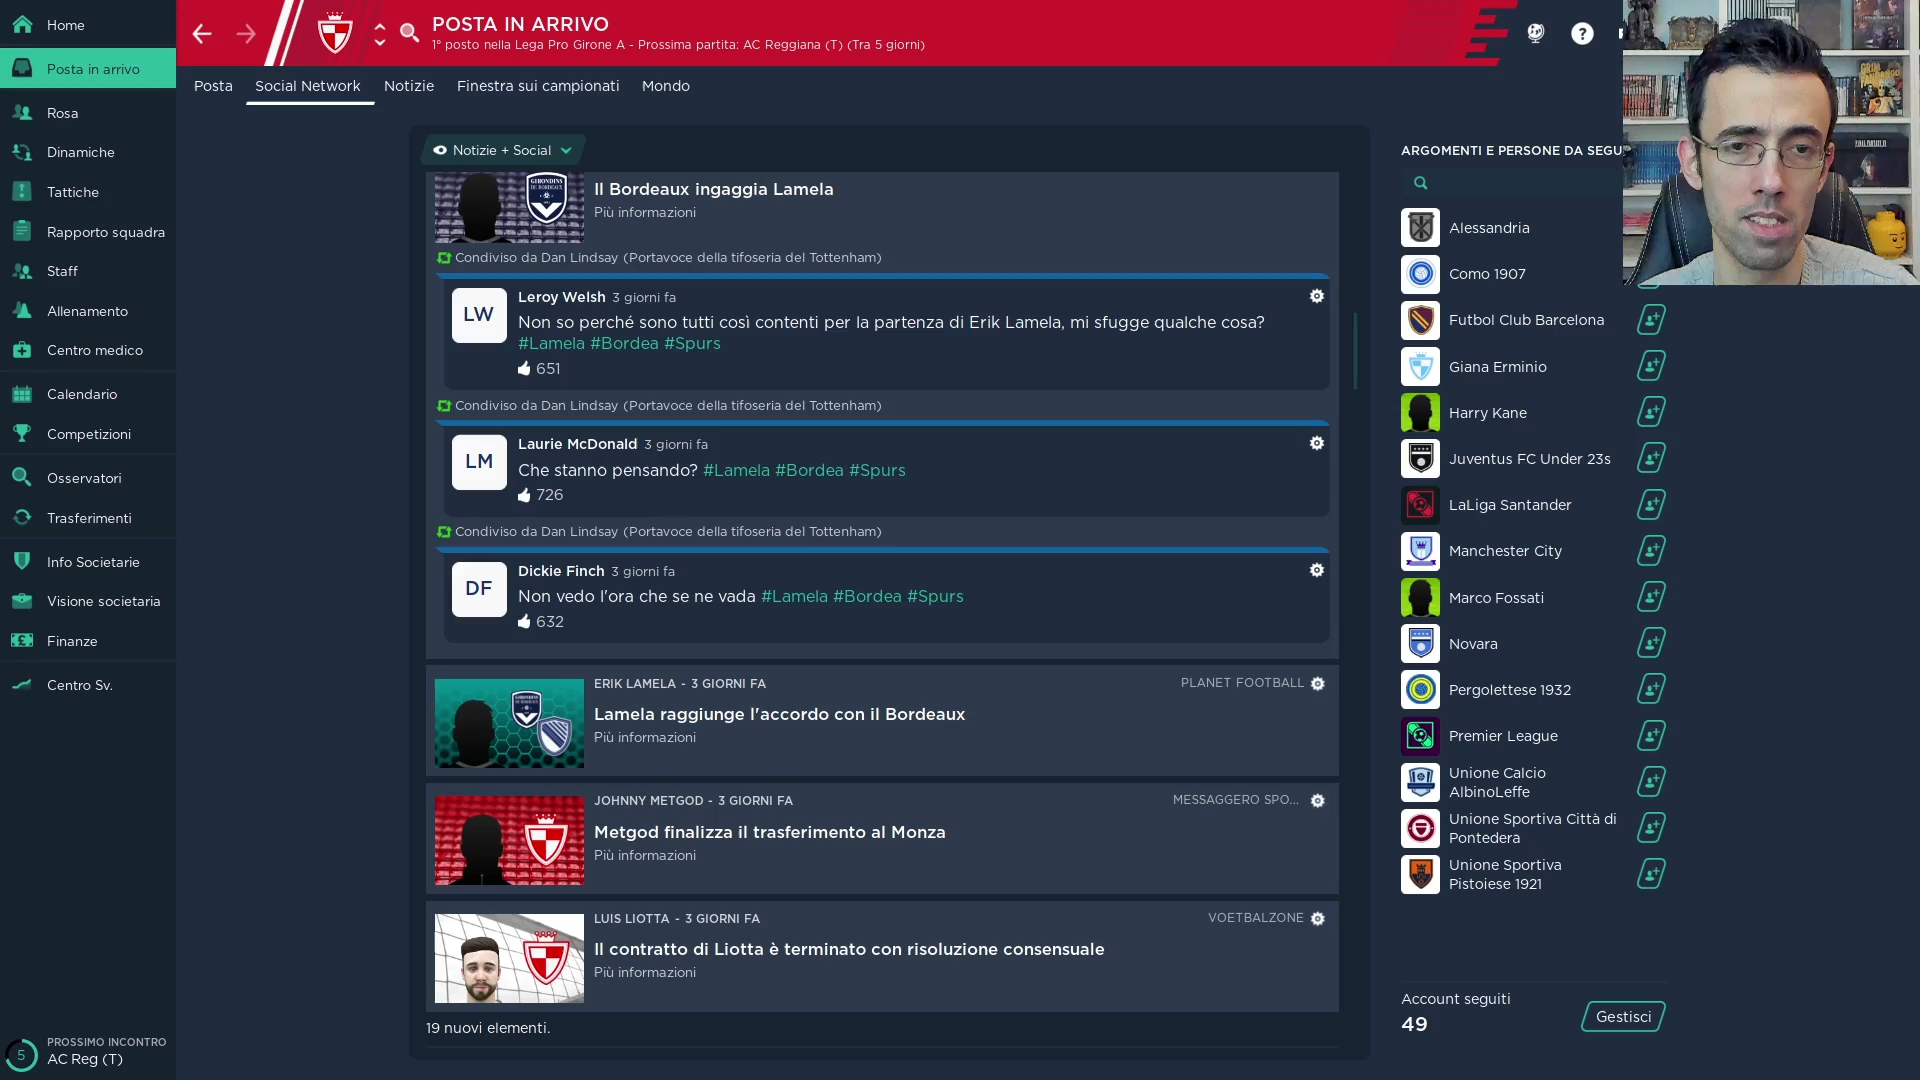 Home
Posta in arrivo
Rosa
Dinamiche
Tattiche
Rapporto squadra
Staff
Allenamento
Centro medico
Calendario
Competizioni
Osservatori
Trasferimenti
Info Societarie
Visione societaria
Finanze
Centro Sv.
5
PROSSIMO INCONTRO
AC Reg (T)
POSTA IN ARRIVO
1° posto nella Lega Pro Girone A - Prossima partita: AC Reggiana (T) (Tra 5 giorni)
?
Posta
Social Network
Notizie
Finestra sui campionati
Mondo
Notizie + Social
Il Bordeaux ingaggia Lamela
Più informazioni
Condiviso da Dan Lindsay (Portavoce della tifoseria del Tottenham)
LW
Leroy Welsh 3 giorni fa
Non so perché sono tutti così contenti per la partenza di Erik Lamela, mi sfugge qualche cosa?
#Lamela #Bordea #Spurs
651
Condiviso da Dan Lindsay (Portavoce della tifoseria del Tottenham)
LM
Laurie McDonald 3 giorni fa
Che stanno pensando? #Lamela #Bordea #Spurs
726
Condiviso da Dan Lindsay (Portavoce della tifoseria del Tottenham)
DF
Dickie Finch 3 giorni fa
Non vedo l'ora che se ne vada #Lamela #Bordea #Spurs
632
ERIK LAMELA - 3 GIORNI FA
PLANET FOOTBALL
Lamela raggiunge l'accordo con il Bordeaux
Più informazioni
JOHNNY METGOD - 3 GIORNI FA
MESSAGGERO SPO...
Metgod finalizza il trasferimento al Monza
Più informazioni
LUIS LIOTTA - 3 GIORNI FA
VOETBALZONE
Il contratto di Liotta è terminato con risoluzione consensuale
Più informazioni
19 nuovi elementi.
ARGOMENTI E PERSONE DA SEGU
Alessandria
Como 1907
Futbol Club Barcelona
Giana Erminio
Harry Kane
Juventus FC Under 23s
LaLiga Santander
Manchester City
Marco Fossati
Novara
Pergolettese 1932
Premier League
Unione Calcio
AlbinoLeffe
Unione Sportiva Città di
Pontedera
Unione Sportiva
Pistoiese 1921
Account seguiti
49
Gestisci
GRIM
FANDANGO
GIRONDINS